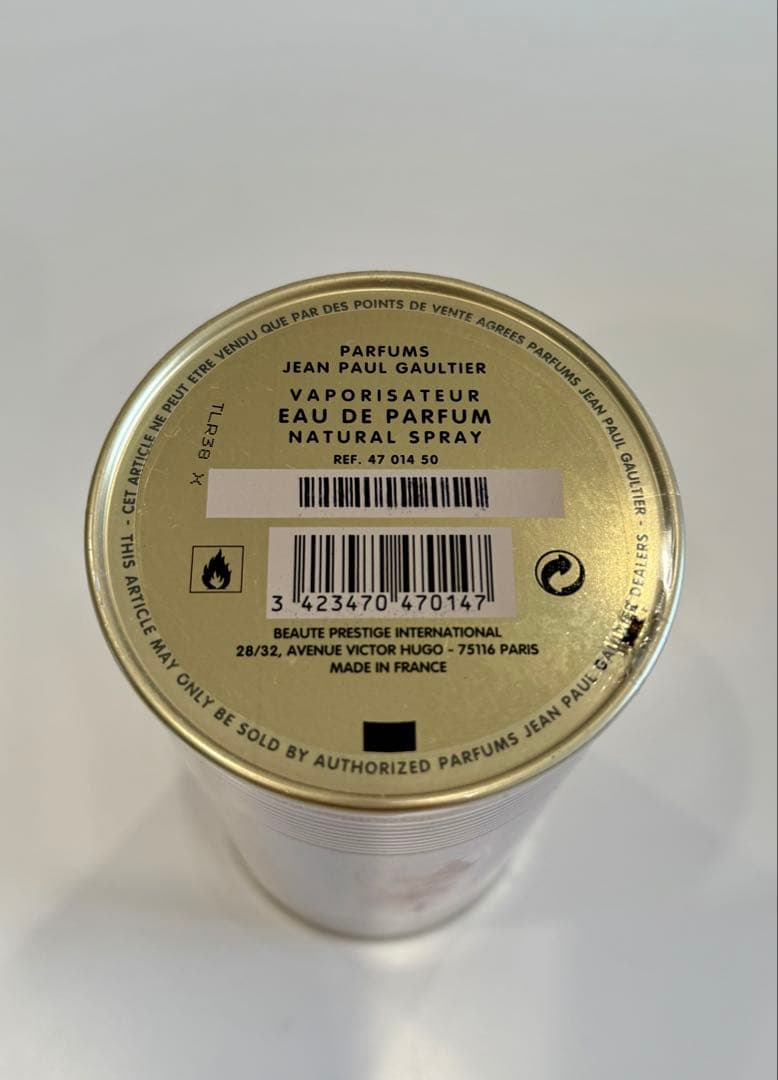 - CET ARTICLE NE PEUT ETRE VENDU QUE PAR DES POINTS DE VENTE AGREES PARFUMS JEAN PAUL GAULTIER -
PARFUMS
JEAN PAUL GAULTIER
VAPORISATEUR
EAU DE PARFUM
NATURAL SPRAY
REF. 47 014 50
TLR38
3 423470 470147
BEAUTE PRESTIGE INTERNATIONAL
28/32, AVENUE VICTOR HUGO - 75116 PARIS
MADE IN FRANCE
THIS ARTICLE MAY ONLY BE SOLD BY AUTHORIZED PARFUMS JEAN PAUL GAULTIER DEALERS -